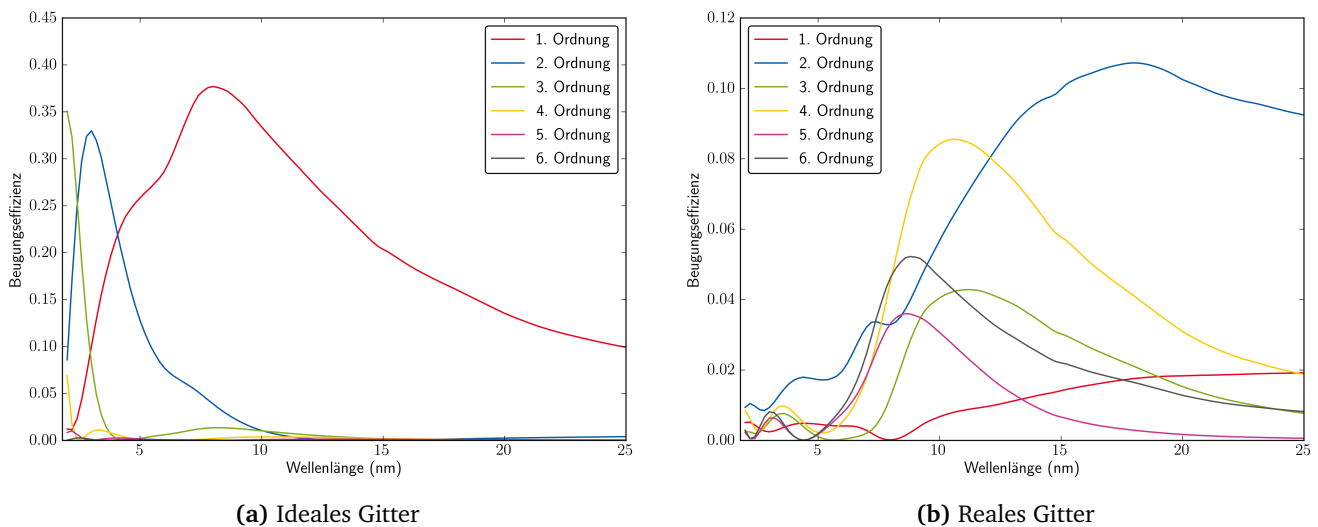 0.45
0.40
0.35
0.30
0.25
0.20
0.15
0.10
0.05
0.00
5
10
15
20
25
Beugungseffizienz
Wellenlänge (nm)
1. Ordnung
2. Ordnung
3. Ordnung
4. Ordnung
5. Ordnung
6. Ordnung
(a) Ideales Gitter
0.12
0.10
0.08
0.06
0.04
0.02
0.00
5
10
15
20
25
Beugungseffizienz
Wellenlänge (nm)
1. Ordnung
2. Ordnung
3. Ordnung
4. Ordnung
5. Ordnung
6. Ordnung
(b) Reales Gitter